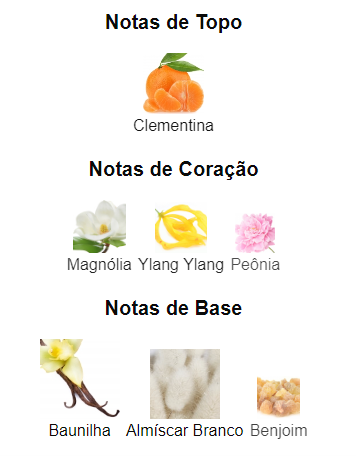 Notas de Topo
Clementina
Notas de Coração
Magnólia Ylang Ylang Peônia
Notas de Base
Baunilha Almíscar Branco Benjoim